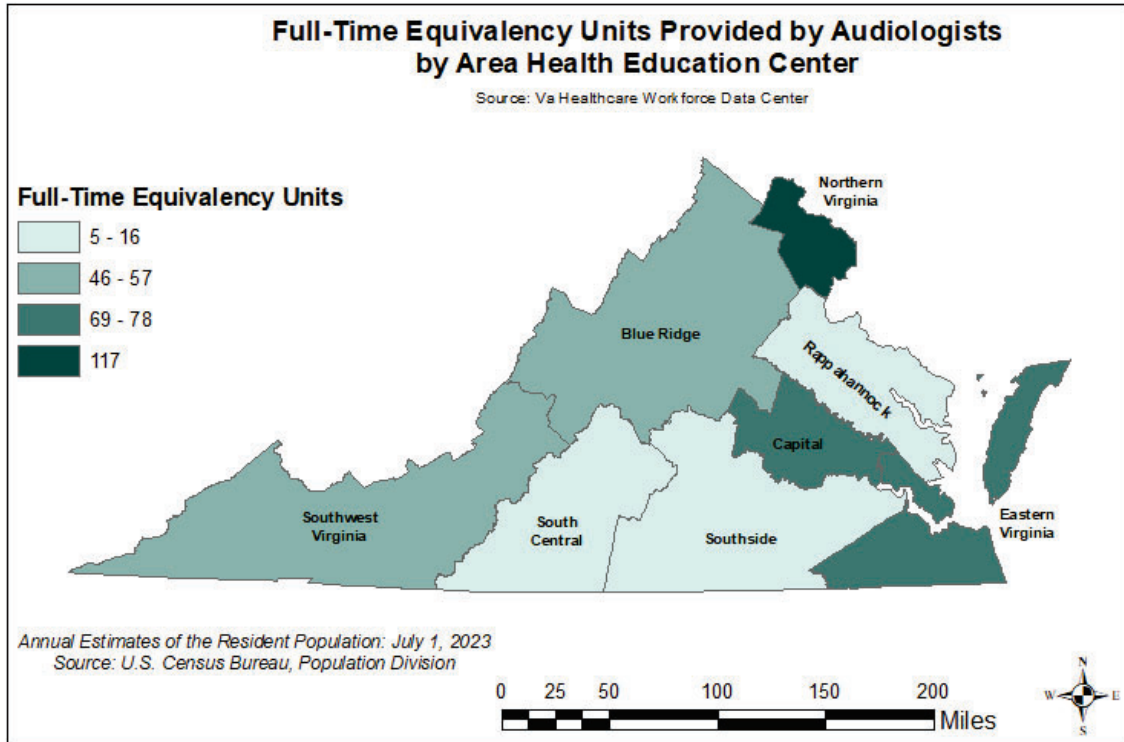 Full-Time Equivalency Units Provided by Audiologists
by Area Health Education Center
Source: Va Healthcare Workforce Data Center
Full-Time Equivalency Units
5 - 16
46 - 57
69 - 78
117
Northern
Virginia
Blue Ridge
Rappahannock
Capital
Eastern
Virginia
Southwest
Virginia
South
Central
Southside
Annual Estimates of the Resident Population: July 1, 2023
Source: U.S. Census Bureau, Population Division
0 25 50 100 150 200
Miles
N
W E
S